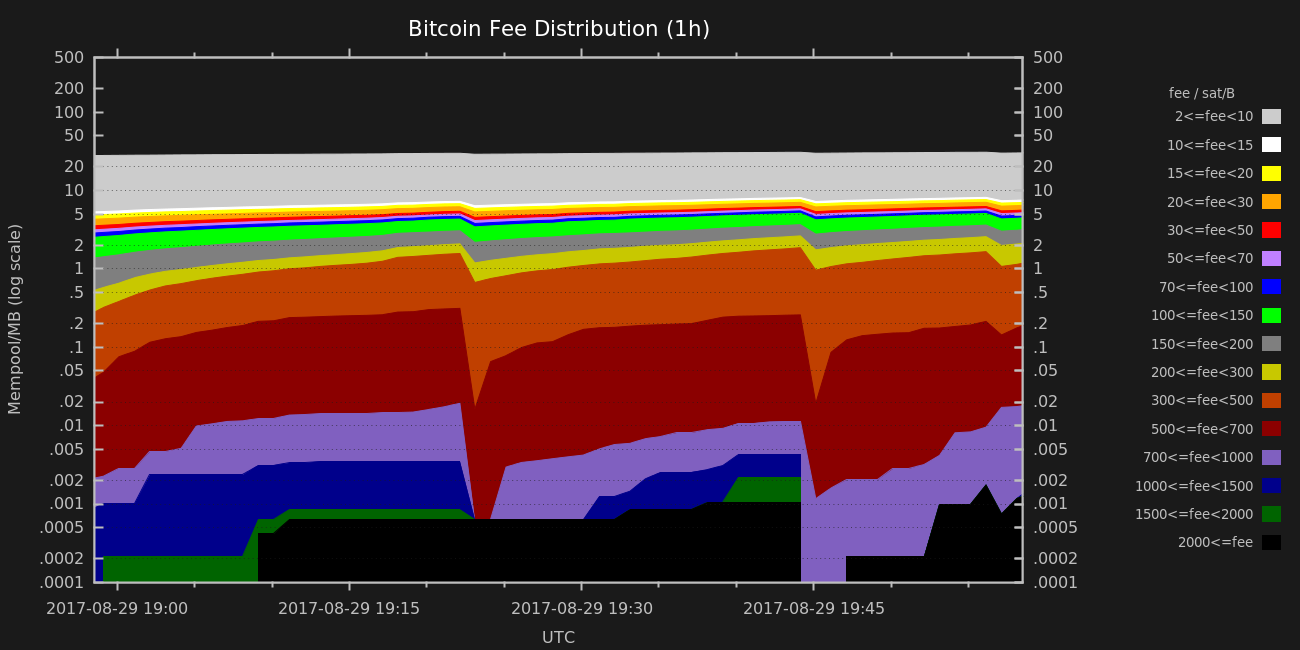 Bitcoin Fee Distribution (1h)
500
200
100
50
20
10
5
2
1
.5
.2
.1
.05
.02
.01
.005
.002
.001
.0005
.0002
.0001
Mempool/MB (log scale)
500
200
100
50
20
10
5
2
1
.5
.2
.1
.05
.02
.01
.005
.002
.001
.0005
.0002
.0001
2017-08-29 19:00
2017-08-29 19:15
2017-08-29 19:30
2017-08-29 19:45
UTC
fee / sat/B
2<=fee<10
10<=fee<15
15<=fee<20
20<=fee<30
30<=fee<50
50<=fee<70
70<=fee<100
100<=fee<150
150<=fee<200
200<=fee<300
300<=fee<500
500<=fee<700
700<=fee<1000
1000<=fee<1500
1500<=fee<2000
2000<=fee